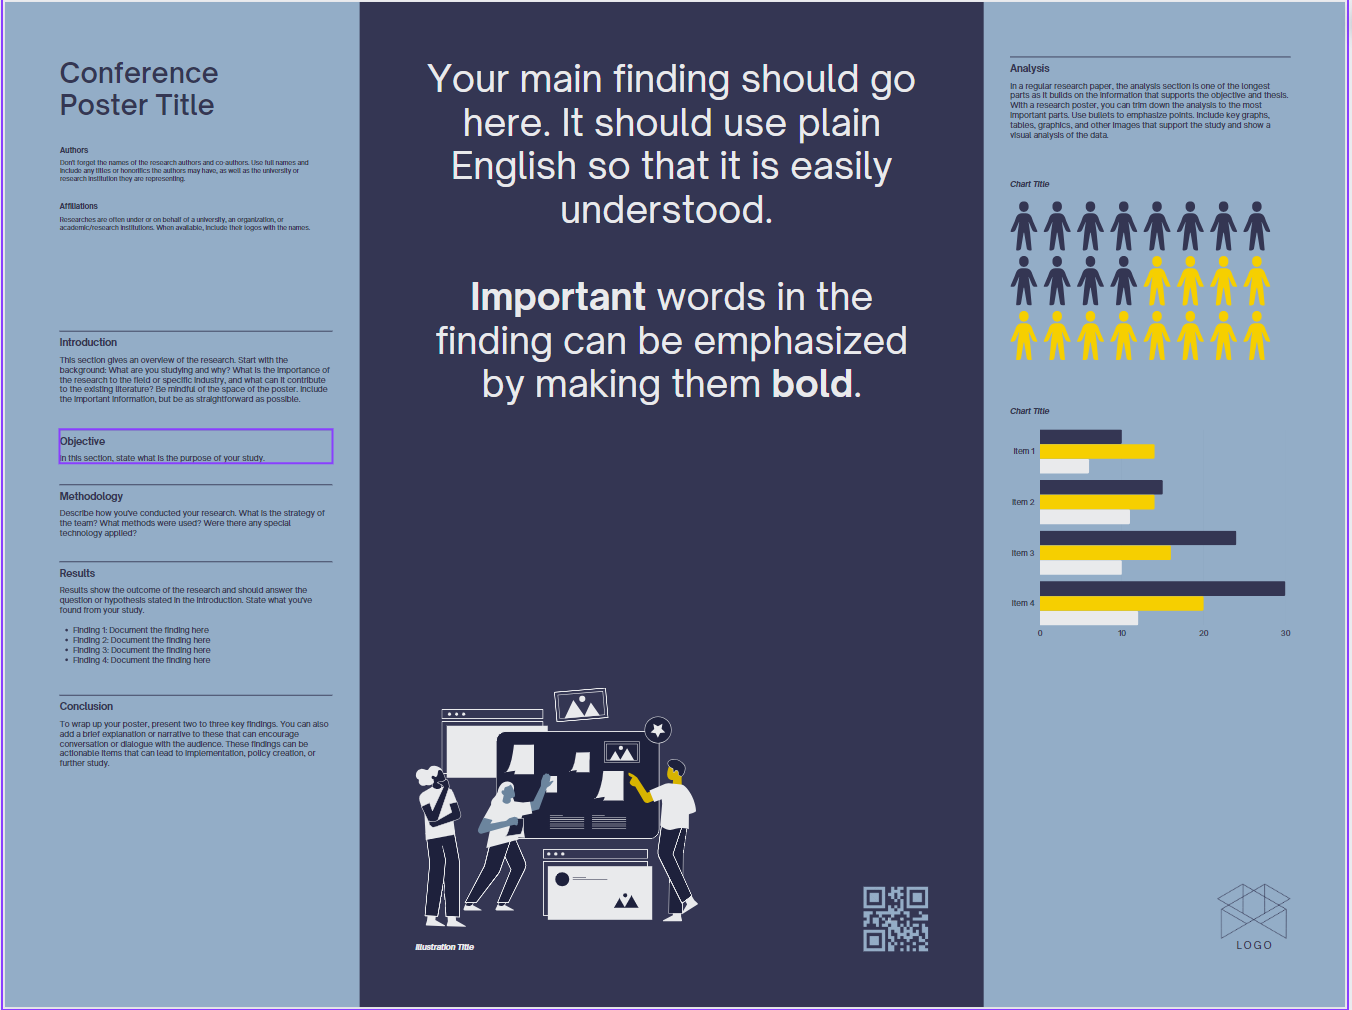 Conference
Poster Title
Authors
Don't forget the names of the research authors and co-authors. Use full names and
include any titles or honorifics the authors may have, as well as the university or
research institution they are representing.
Affiliations
Researches are often under or on behalf of a university, an organization, or
academic/research institutions. When available, include their logos with the names.
Introduction
This section gives an overview of the research. Start with the
background: What are you studying and why? What is the importance of
the research to the field or specific industry, and what can it contribute
to the existing literature? Be mindful of the space of the poster. Include
the important information, but be as straightforward as possible.
Objective
In this section, state what is the purpose of your study.
Methodology
Describe how you've conducted your research. What is the strategy of
the team? What methods were used? Were there any special
technology applied?
Results
Results show the outcome of the research and should answer the
question or hypothesis stated in the introduction. State what you've
found from your study.
• Finding 1: Document the finding here
• Finding 2: Document the finding here
• Finding 3: Document the finding here
• Finding 4: Document the finding here
Conclusion
To wrap up your poster, present two to three key findings. You can also
add a brief explanation or narrative to these that can encourage
conversation or dialogue with the audience. These findings can be
actionable items that can lead to implementation, policy creation, or
further study.
Your main finding should go
here. It should use plain
English so that it is easily
understood.
Important words in the
finding can be emphasized
by making them bold.
Illustration Title
Analysis
In a regular research paper, the analysis section is one of the longest
parts as it builds on the information that supports the objective and thesis.
With a research poster, you can trim down the analysis to the most
important parts. Use bullets to emphasize points. Include key graphs,
tables, graphics, and other images that support the study and show a
visual analysis of the data.
Chart Title
Chart Title
Item 1
Item 2
Item 3
Item 4
0 10 20 30
LOGO